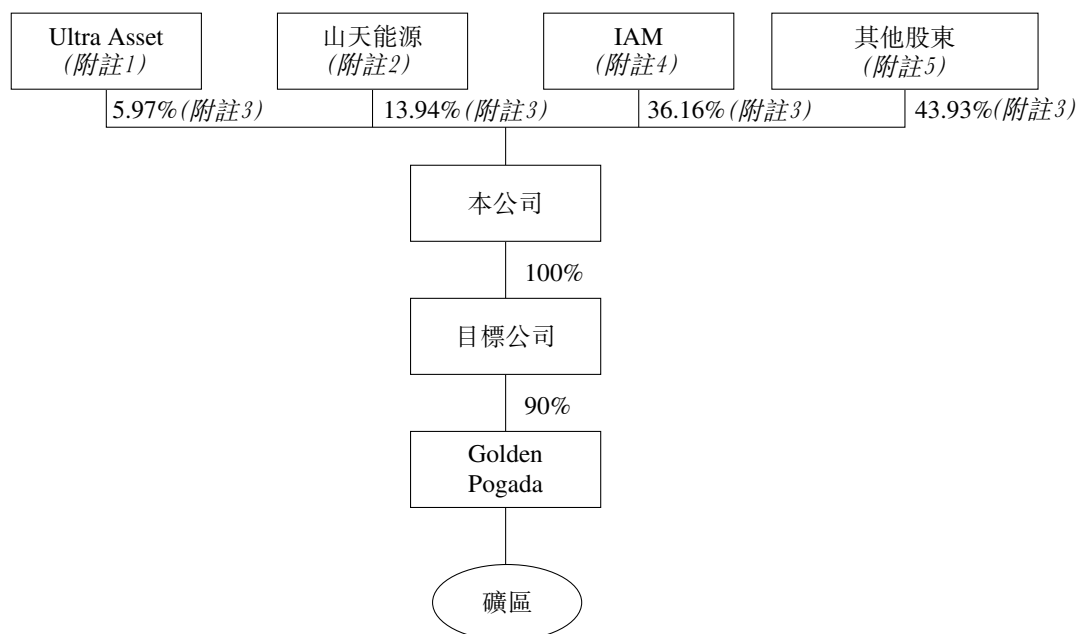 Ultra Asset
(附註1)
山天能源
(附註2)
IAM
(附註4)
其他股東
(附註5)
5.97%(附註3)
13.94%(附註3)
36.16%(附註3)
43.93%(附註3)
本公司
100%
目標公司
90%
Golden
Pogada
礦區